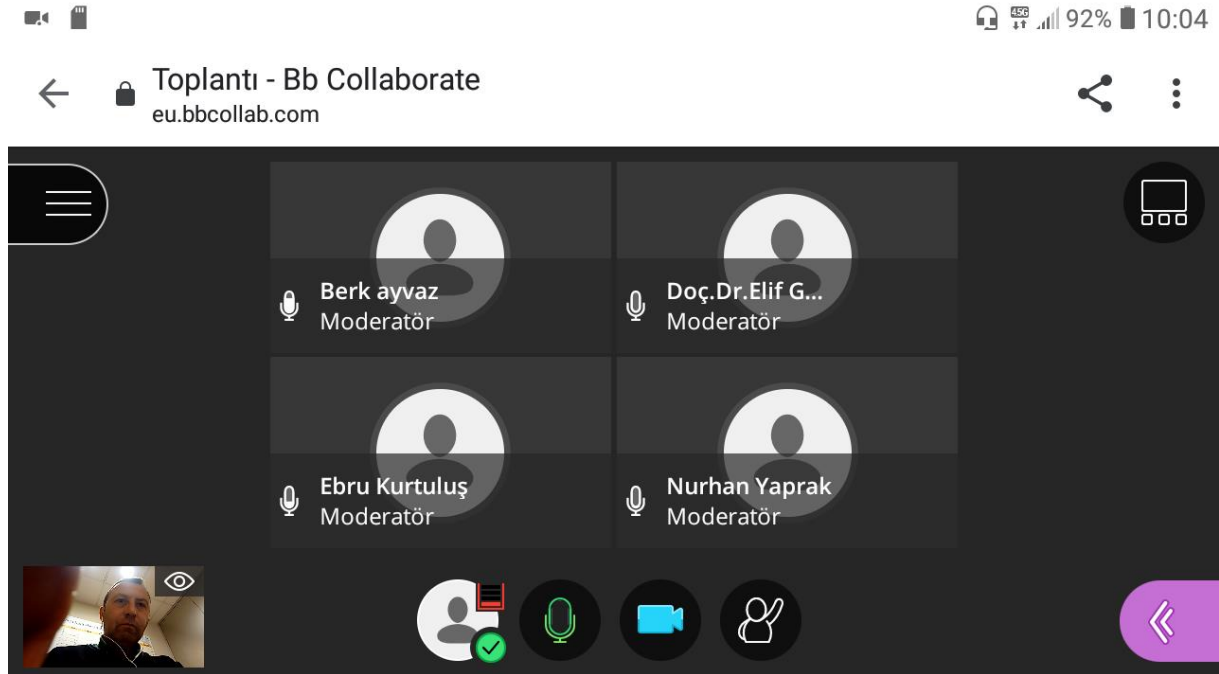 92% 10:04
Toplantı - Bb Collaborate
eu.bbcollab.com
Berk ayvaz
Moderatör
Doç.Dr.Elif G...
Moderatör
Ebru Kurtuluş
Moderatör
Nurhan Yaprak
Moderatör